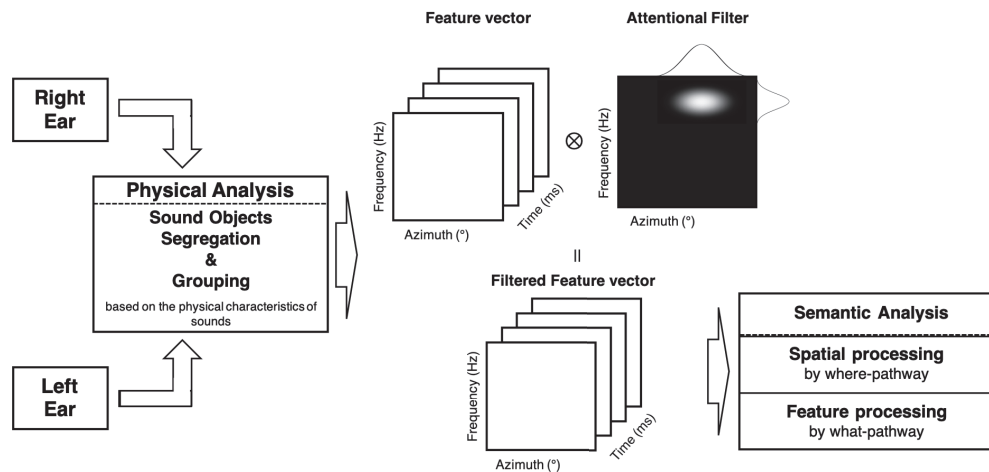 Feature vector
Attentional Filter
Right
Ear
Frequency (Hz)
Time (ms)
Azimuth (°)
⊗
Frequency (Hz)
Azimuth (°)
Physical Analysis
Sound Objects
Segregation
&
Grouping
based on the physical characteristics of
sounds
=
Filtered Feature vector
Frequency (Hz)
Time (ms)
Azimuth (°)
Left
Ear
Semantic Analysis
Spatial processing
by where-pathway
Feature processing
by what-pathway